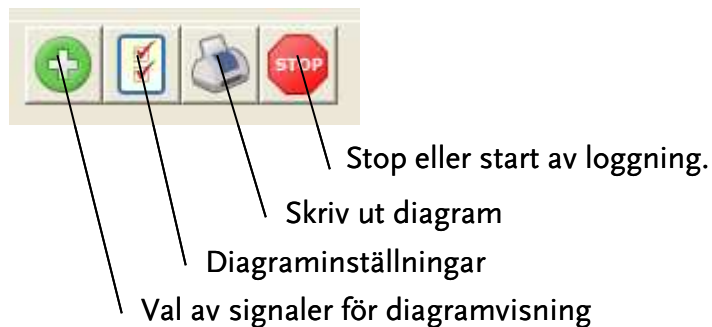 STOP
Stop eller start av loggning.
Skriv ut diagram
Diagraminställningar
Val av signaler för diagramvisning